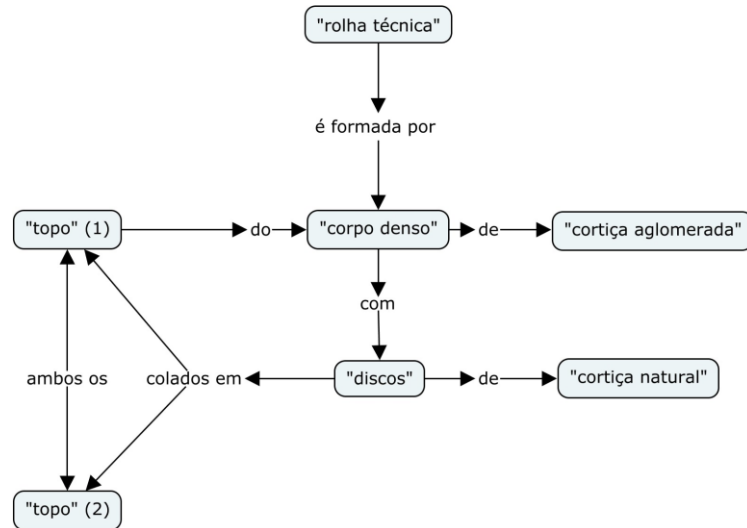 "rolha técnica"
é formada por
"topo" (1)
do
"corpo denso"
de
"cortiça aglomerada"
com
ambos os
colados em
"discos"
de
"cortiça natural"
"topo" (2)